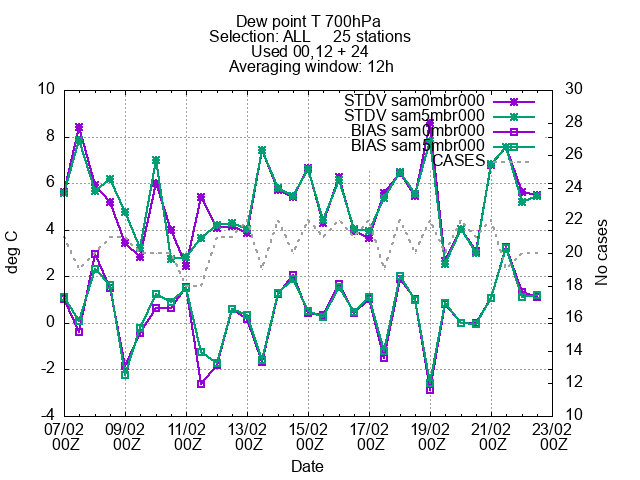 Dew point T 700hPa
Selection: ALL 25 stations
Used 00,12 + 24
Averaging window: 12h
10
8
6
4
2
0
-2
-4
deg C
30
28
26
24
22
20
18
16
14
12
10
No cases
STDV sam0mbr000
STDV sam5mbr000
BIAS sam0mbr000
BIAS sam5mbr000
CASES
07/02 09/02 11/02 13/02 15/02 17/02 19/02 21/02 23/02
00Z 00Z 00Z 00Z 00Z 00Z 00Z 00Z 00Z
Date